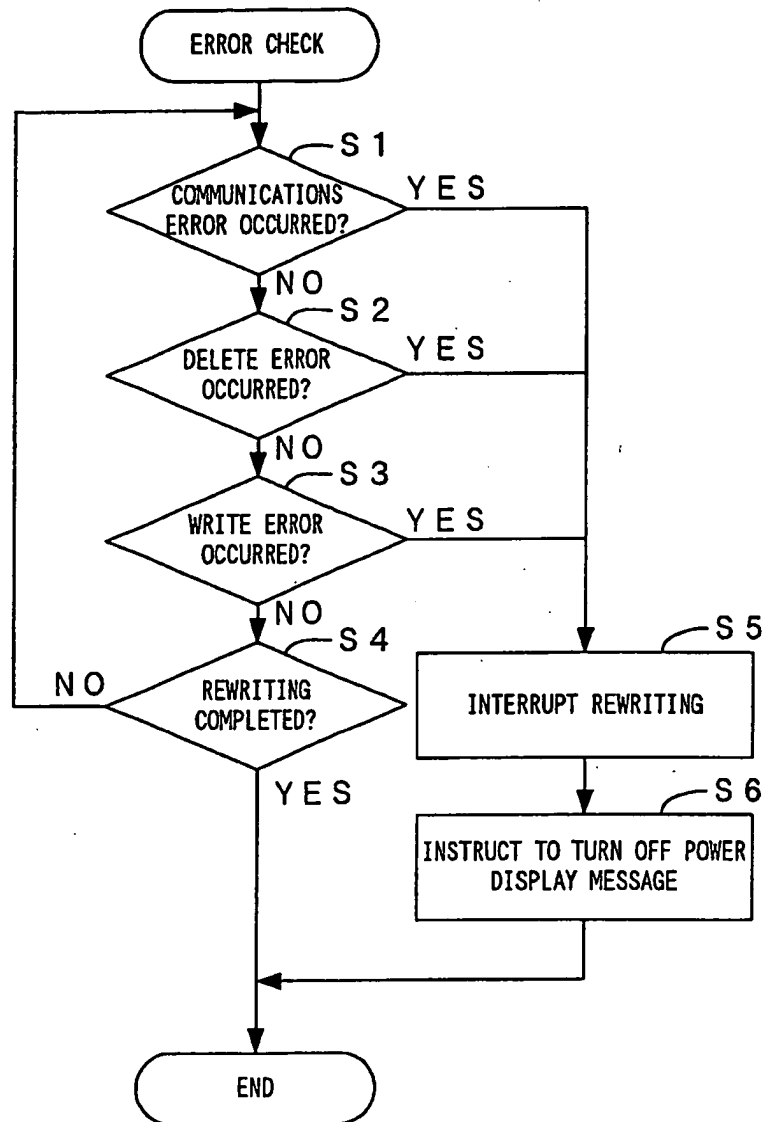 ERROR CHECK
S1
COMMUNICATIONS
ERROR OCCURRED?
YES
NO
S2
DELETE ERROR
OCCURRED?
YES
NO
S3
WRITE ERROR
OCCURRED?
YES
NO
S4
REWRITING
COMPLETED?
NO
YES
S5
INTERRUPT REWRITING
S6
INSTRUCT TO TURN OFF POWER
DISPLAY MESSAGE
END